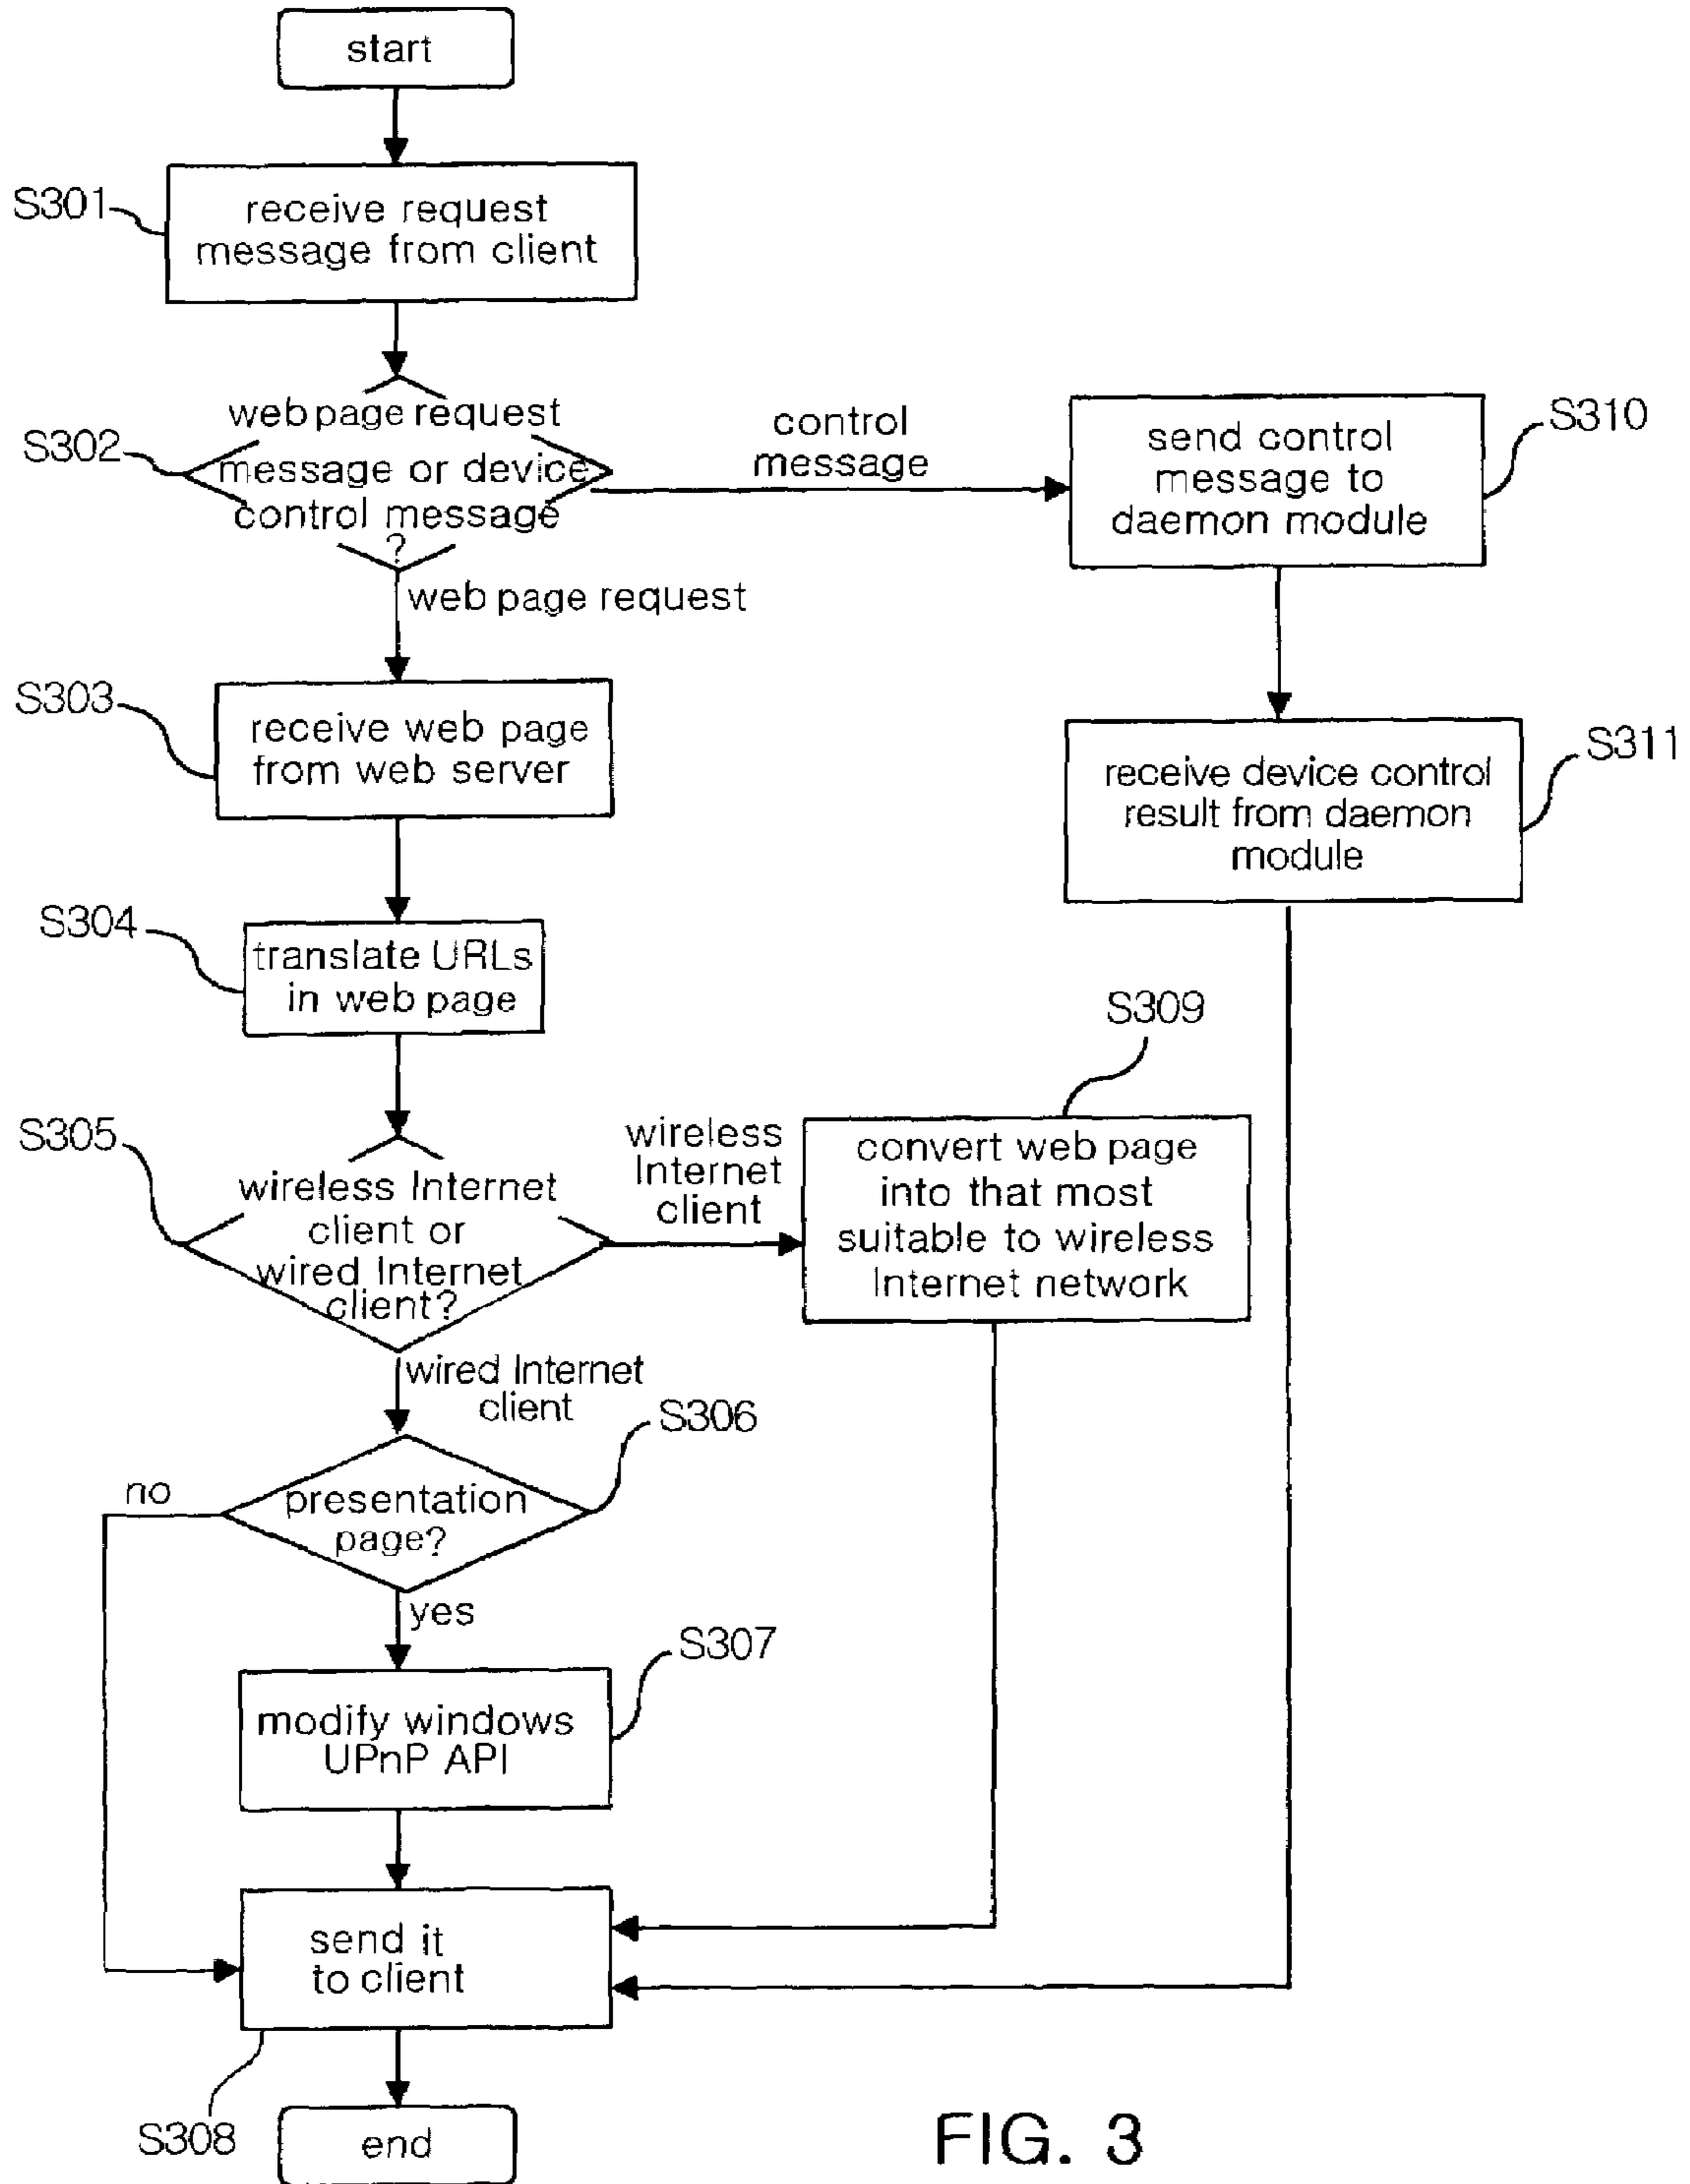 start
S301
receive request
message from client
S302
web page request
message or device
control message
?
control
message
S310
send control
message to
daemon module
web page request
S303
receive web page
from web server
S311
receive device control
result from daemon
module
S304
translate URLs
in web page
S305
wireless Internet
client or
wired Internet
client?
wireless
Internet
client
S309
convert web page
into that most
suitable to wireless
Internet network
wired Internet
client
S306
presentation
page?
no
yes
S307
modify windows
UPnP API
send it
to client
S308
end
FIG. 3